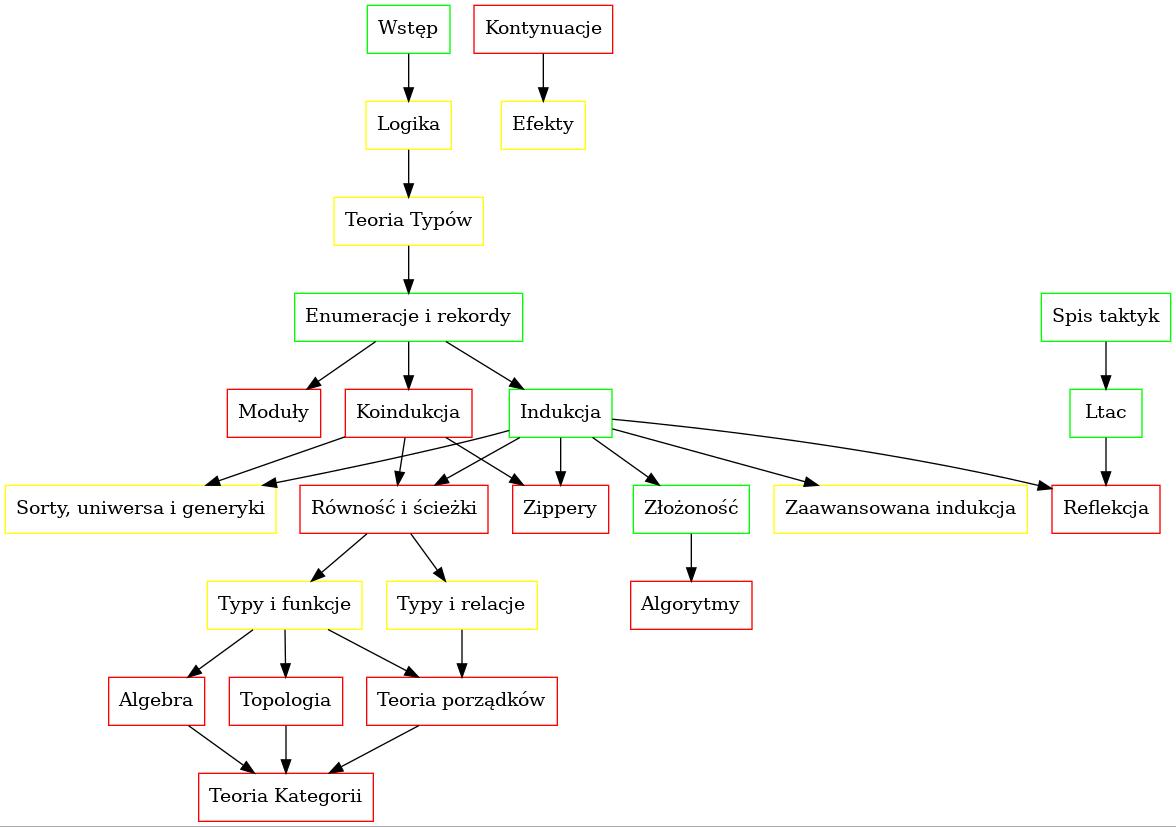 Wstęp
Kontynuacje
Logika
Efekty
Teoria Typów
Enumeracje i rekordy
Spis taktyk
Moduły
Koindukcja
Indukcja
Ltac
Sorty, uniwersa i generyki
Równość i ścieżki
Zippery
Złożoność
Zaawansowana indukcja
Refleksja
Typy i funkcje
Typy i relacje
Algorytmy
Algebra
Topologia
Teoria porządków
Teoria Kategorii